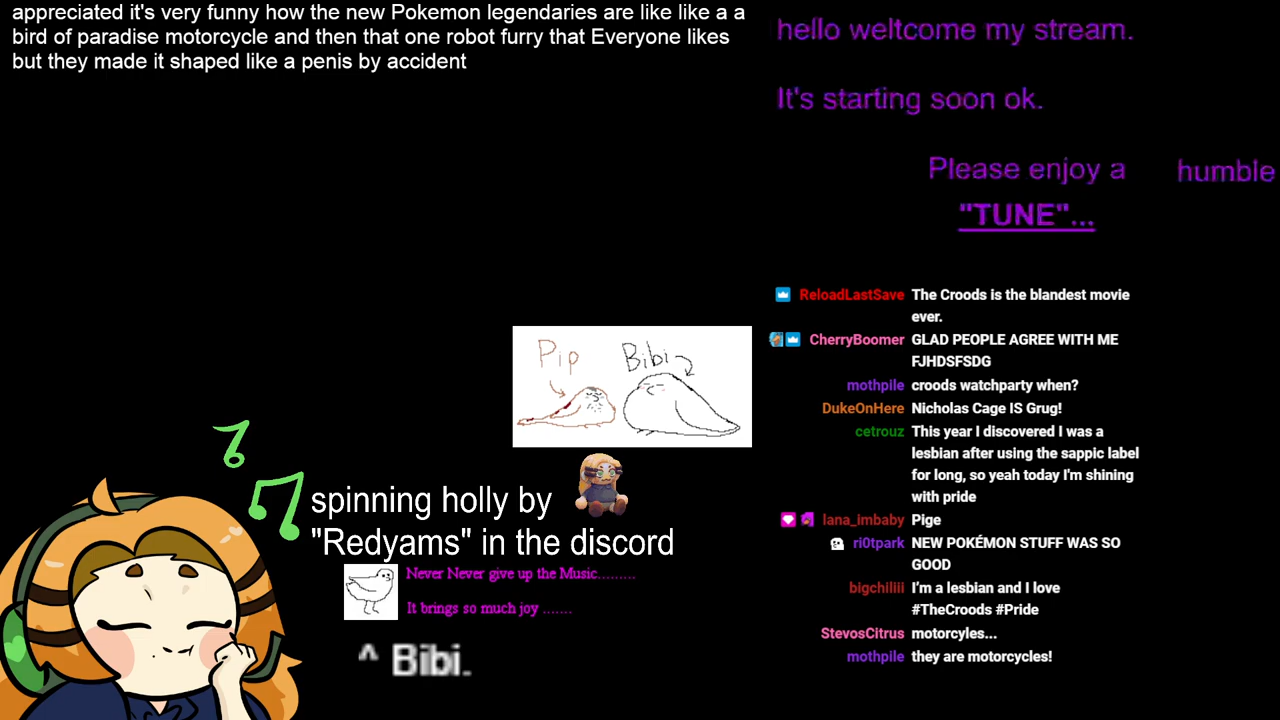 appreciated it's very funny how the new Pokemon legendaries are like like a a
bird of paradise motorcycle and then that one robot furry that Everyone likes
but they made it shaped like a penis by accident
hello weltcome my stream.
It's starting soon ok.
Please enjoy a humble
"TUNE"...
ReloadLastSave The Croods is the blandest movie
ever.
CherryBoomer GLAD PEOPLE AGREE WITH ME
FJHDSFSDG
mothpile croods watchparty when?
DukeOnHere Nicholas Cage IS Grug!
cetrouz This year I discovered I was a
lesbian after using the sappic label
for long, so yeah today I'm shining
with pride
lana_imbaby Pige
ri0tpark NEW POKÉMON STUFF WAS SO
GOOD
bigchiliii I'm a lesbian and I love
#TheCroods #Pride
StevosCitrus motorcyles...
mothpile they are motorcycles!
Pip Bibi
spinning holly by
"Redyams" in the discord
Never Never give up the Music.........
It brings so much joy .......
^ Bibi.